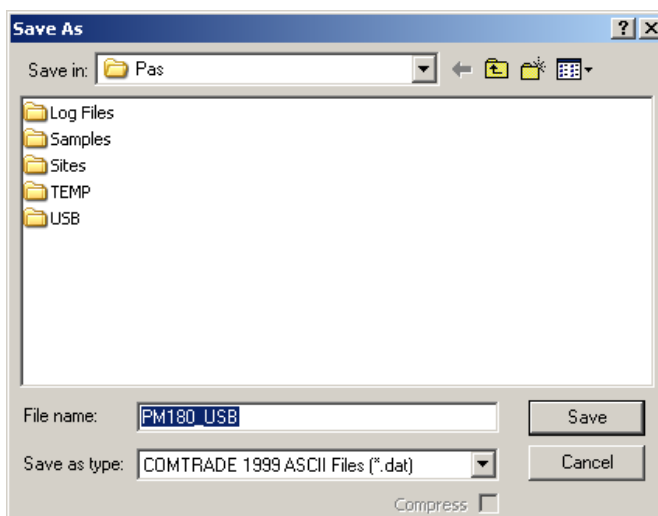 Save As
Save in: Pas
Log Files
Samples
Sites
TEMP
USB
File name: PM180_USB Save
Save as type: COMTRADE 1999 ASCII Files (*.dat) Cancel
Compress